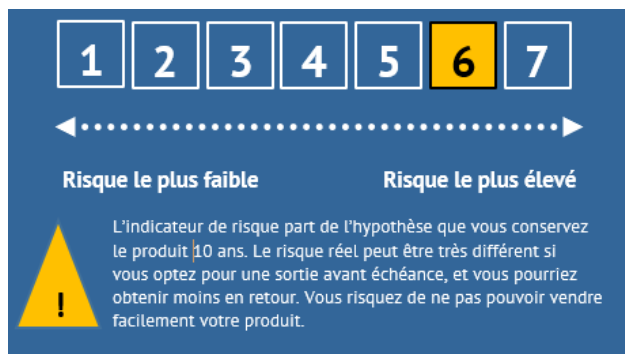 1 2 3 4 5 6 7
Risque le plus faible Risque le plus élevé
L'indicateur de risque part de l'hypothèse que vous conservez
le produit 10 ans. Le risque réel peut être très différent si
vous optez pour une sortie avant échéance, et vous pourriez
obtenir moins en retour. Vous risquez de ne pas pouvoir vendre
facilement votre produit.
!